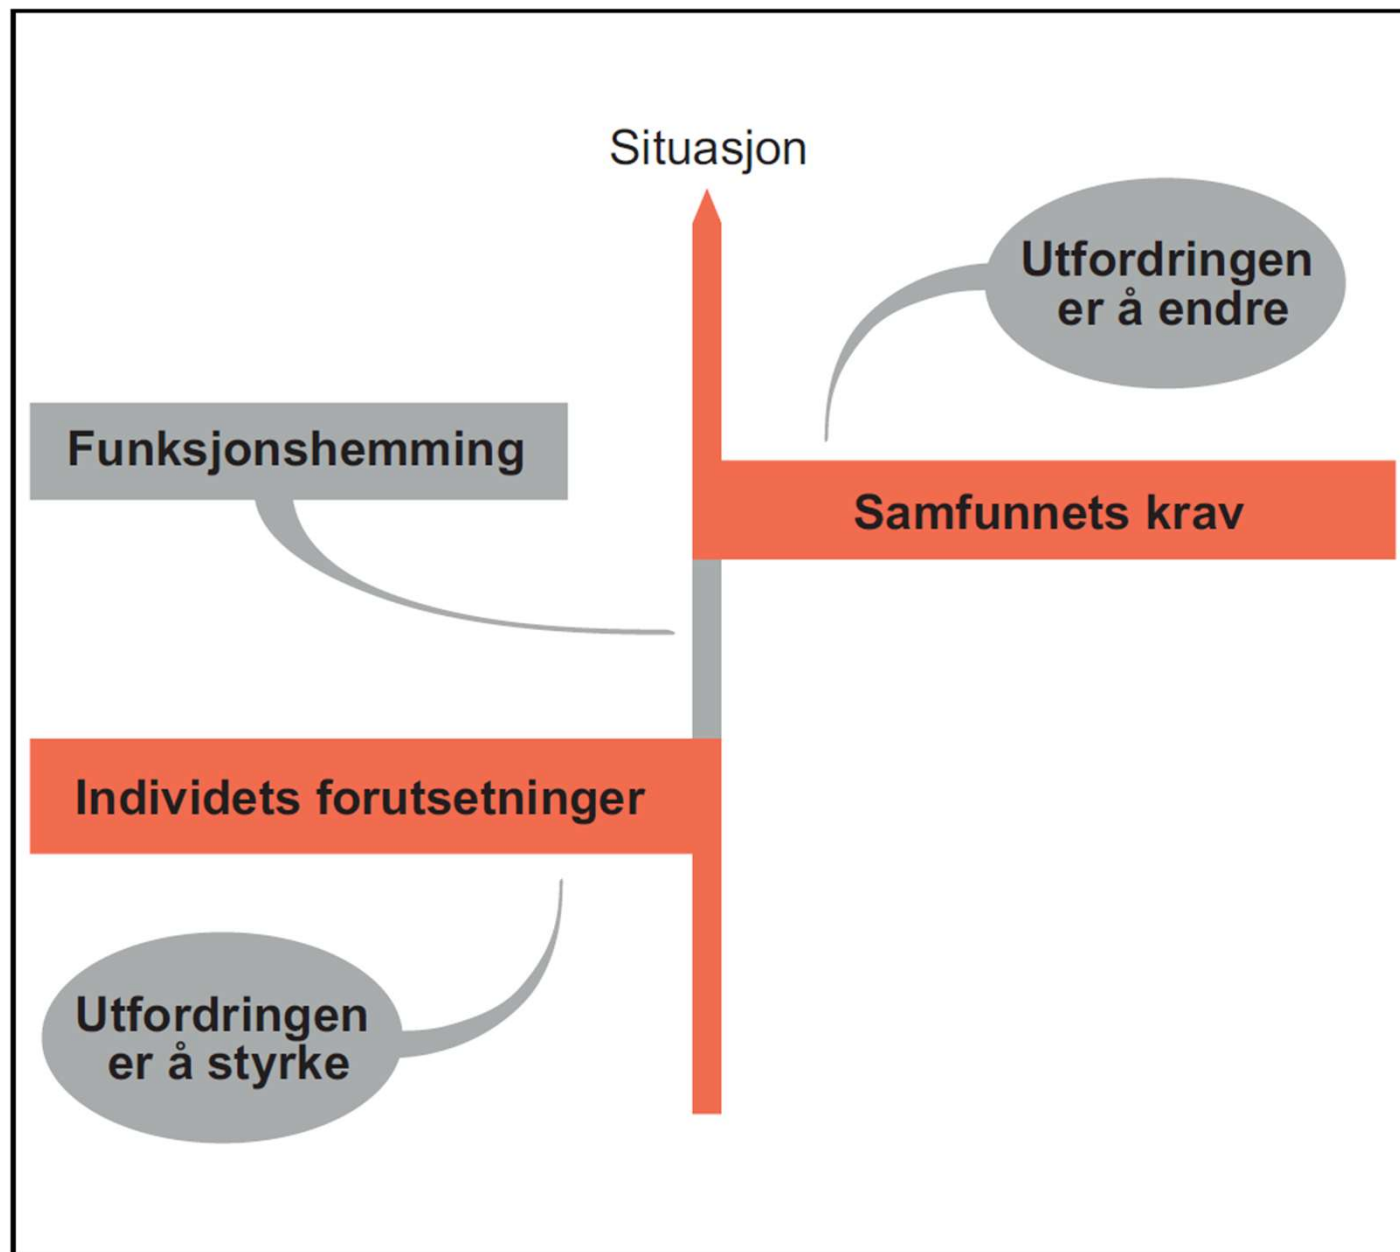 Situasjon
Utfordringen
er å endre
Funksjonshemming
Samfunnets krav
Individets forutsetninger
Utfordringen
er å styrke